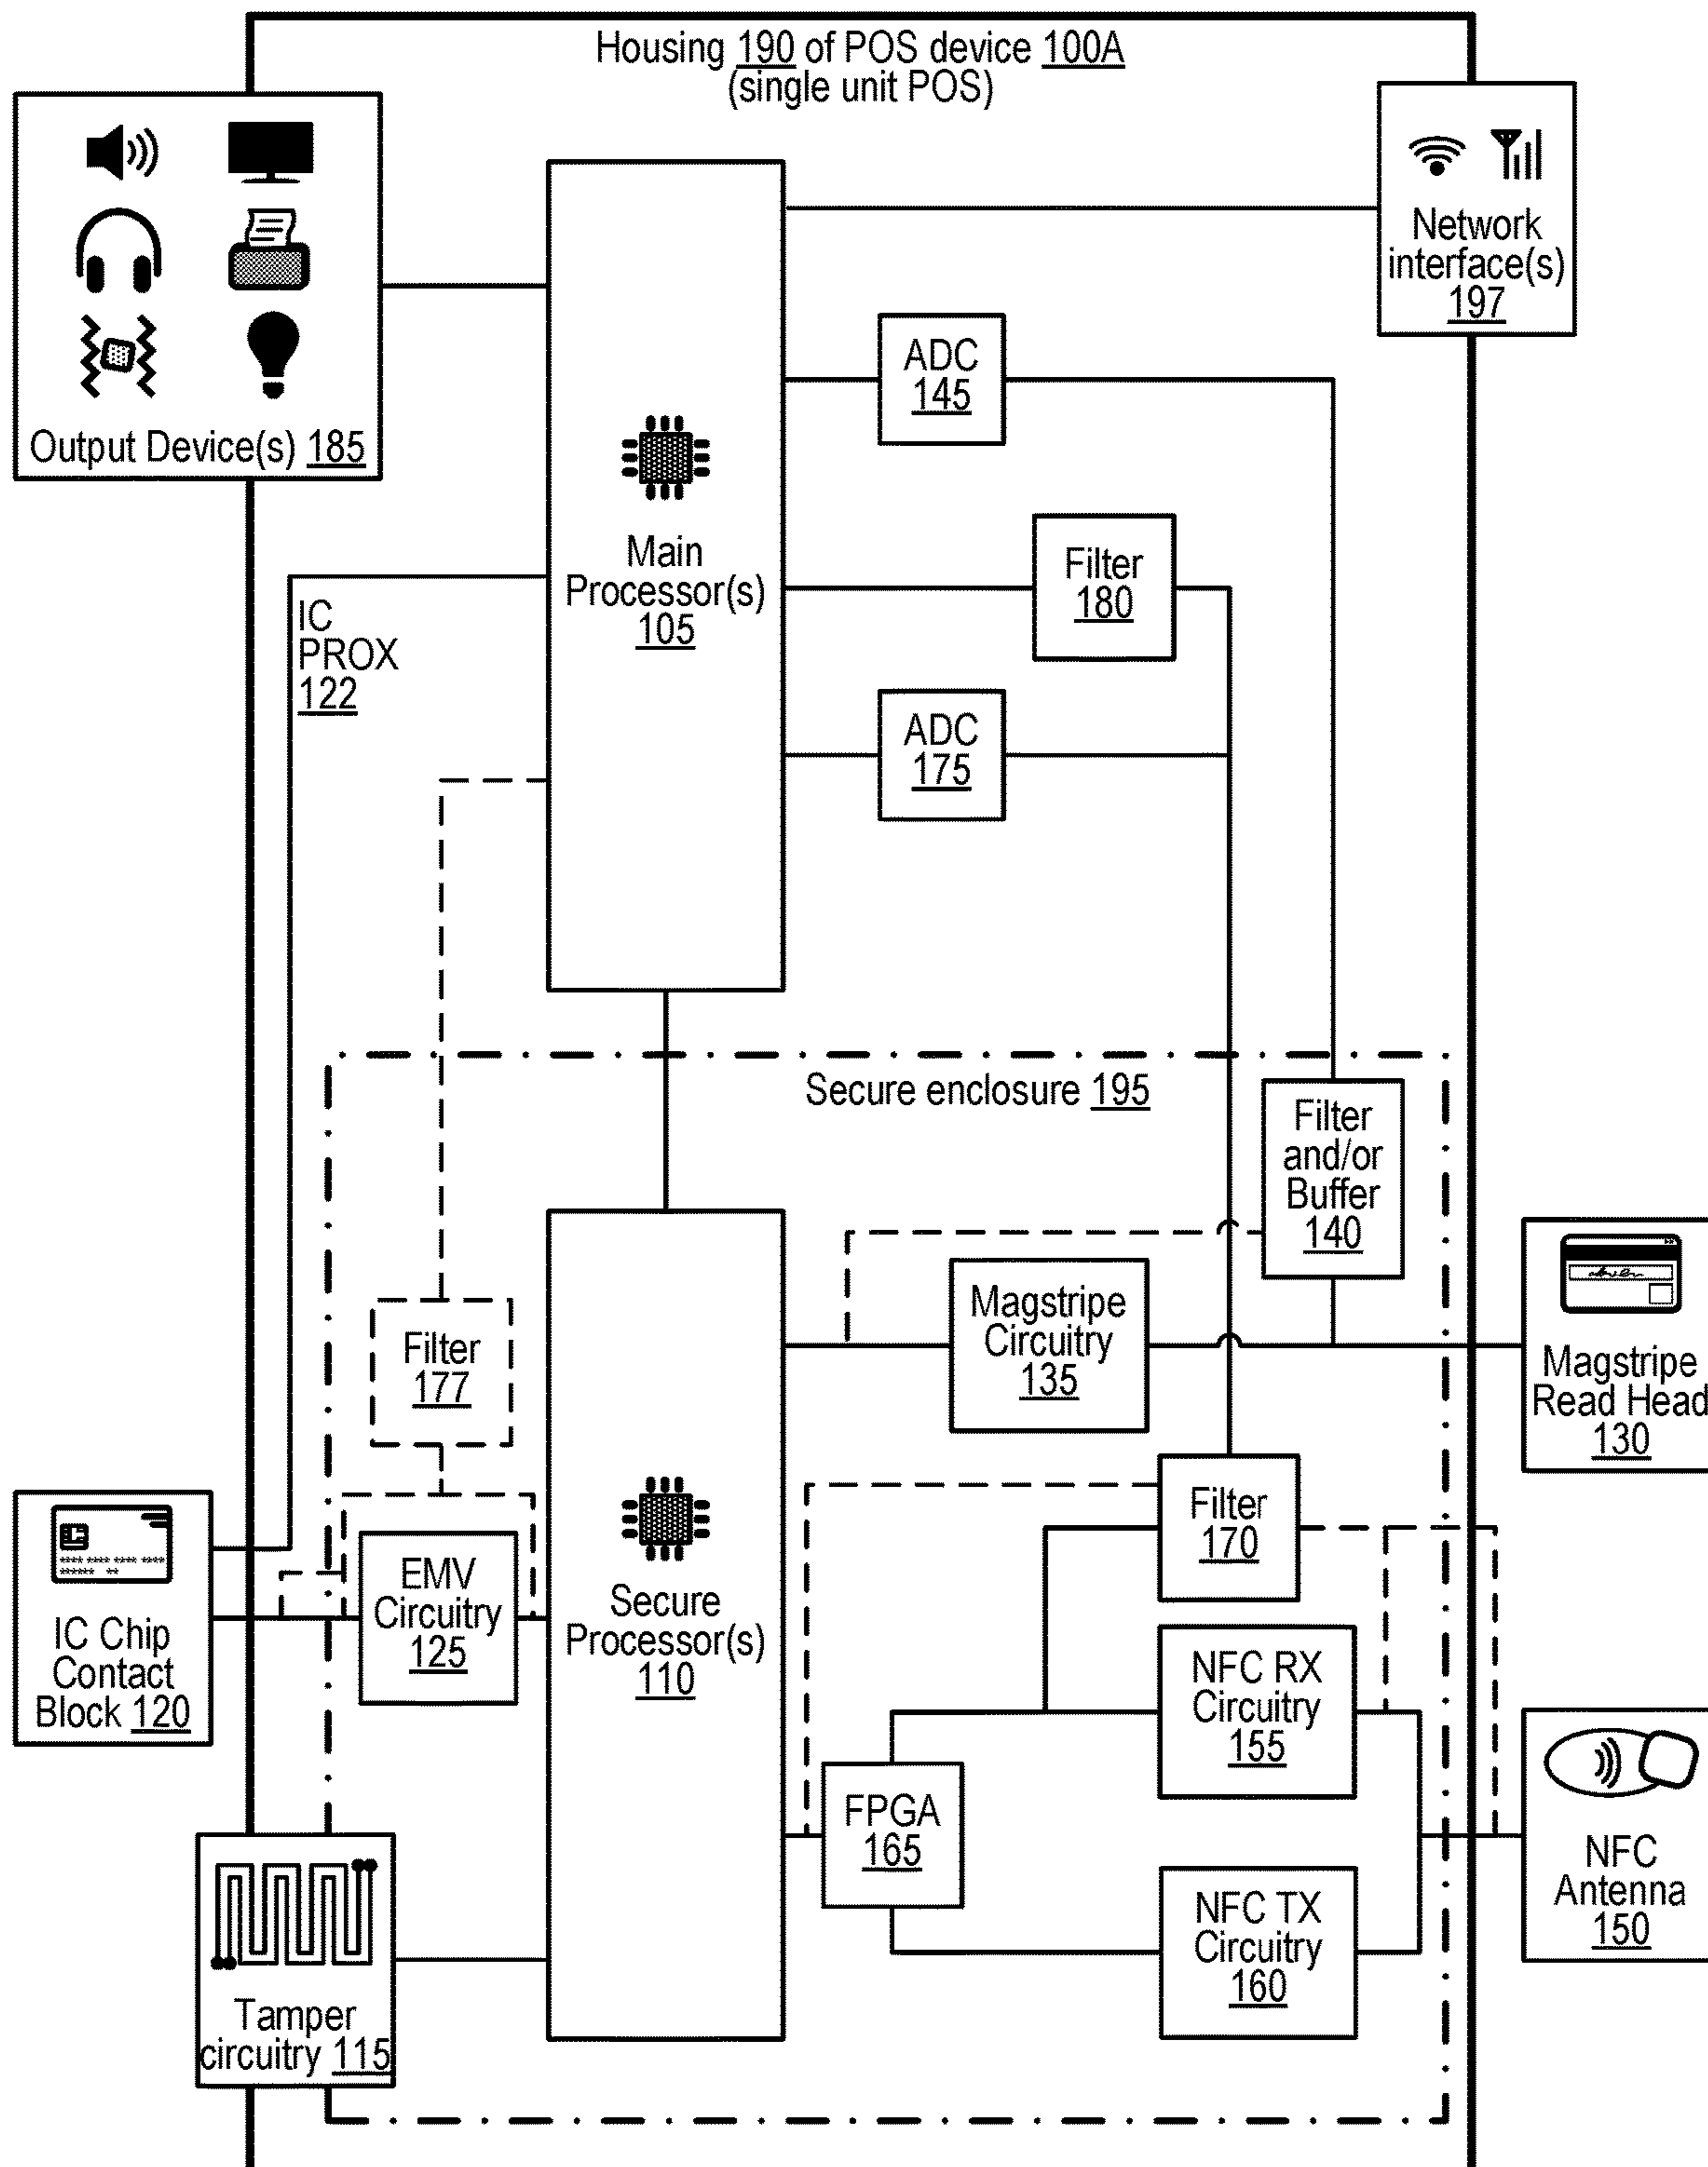 Housing 190 of POS device 100A
(single unit POS)
Output Device(s) 185
Network
interface(s)
197
ADC
145
Main
Processor(s)
105
Filter
180
IC
PROX
122
ADC
175
Secure enclosure 195
Filter
and/or
Buffer
140
Magstripe
Circuitry
135
Magstripe
Read Head
130
Filter
177
Filter
170
EMV
Circuitry
125
IC Chip
Contact
Block 120
Secure
Processor(s)
110
NFC RX
Circuitry
155
FPGA
165
NFC TX
Circuitry
160
NFC
Antenna
150
Tamper
circuitry 115